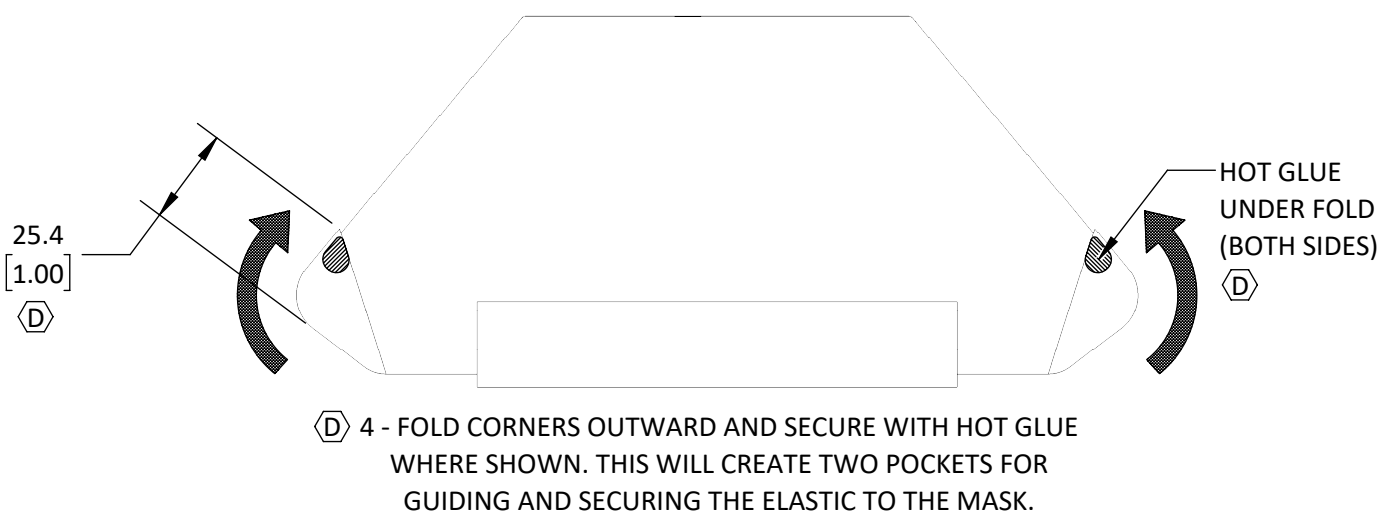 25.4
[1.00]
D
HOT GLUE
UNDER FOLD
(BOTH SIDES)
D
D 4 - FOLD CORNERS OUTWARD AND SECURE WITH HOT GLUE
WHERE SHOWN. THIS WILL CREATE TWO POCKETS FOR
GUIDING AND SECURING THE ELASTIC TO THE MASK.